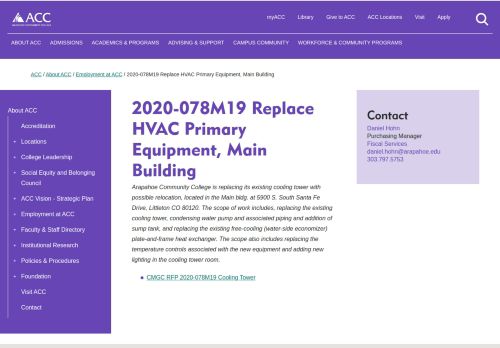 ACC
myACC Library Give to ACC ACC Locations Visit Apply
ABOUT ACC ADMISSIONS ACADEMICS & PROGRAMS ADVISING & SUPPORT CAMPUS COMMUNITY WORKFORCE & COMMUNITY PROGRAMS
ACC / About ACC / Employment at ACC / 2020-078M19 Replace HVAC Primary Equipment, Main Building
About ACC
Accreditation
Locations
College Leadership
Social Equity and Belonging
Council
ACC Vision - Strategic Plan
Employment at ACC
Faculty & Staff Directory
Institutional Research
Policies & Procedures
Foundation
Visit ACC
Contact
2020-078M19 Replace
HVAC Primary
Equipment, Main
Building
Arapahoe Community College is replacing its existing cooling tower with
possible relocation, located in the Main bldg. at 5900 S. South Santa Fe
Drive, Littleton CO 80120. The scope of work includes, replacing the existing
cooling tower, condensing water pump and associated piping and addition of
sump tank, and replacing the existing free-cooling (water-side economizer)
plate-and-frame heat exchanger. The scope also includes replacing the
temperature controls associated with the new equipment and adding new
lighting in the cooling tower room.
CMGC RFP 2020-078M19 Cooling Tower
Contact
Daniel Hohn
Purchasing Manager
Fiscal Services
daniel.hohn@arapahoe.edu
303.797.5753